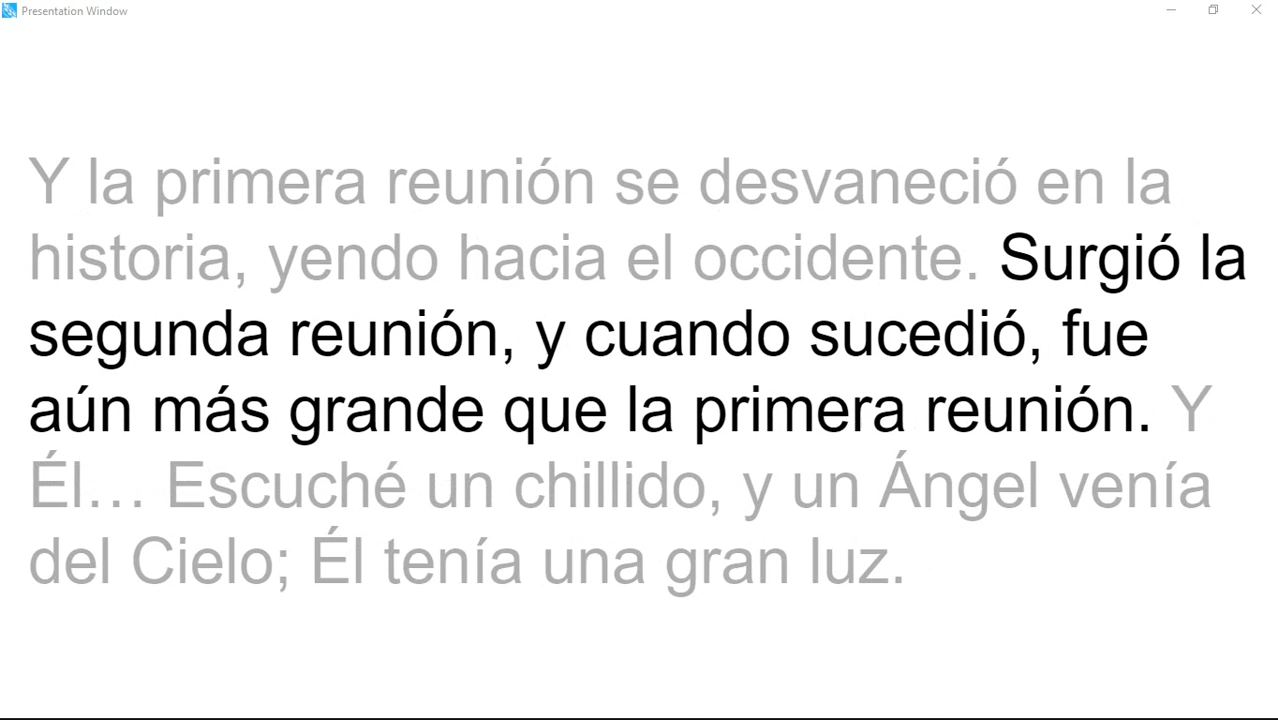 Presentation Window
Y la primera reunión se desvaneció en la
historia, yendo hacia el occidente. Surgió la
segunda reunión, y cuando sucedió, fue
aún más grande que la primera reunión. Y
Él… Escuché un chillido, y un Ángel venía
del Cielo; Él tenía una gran luz.